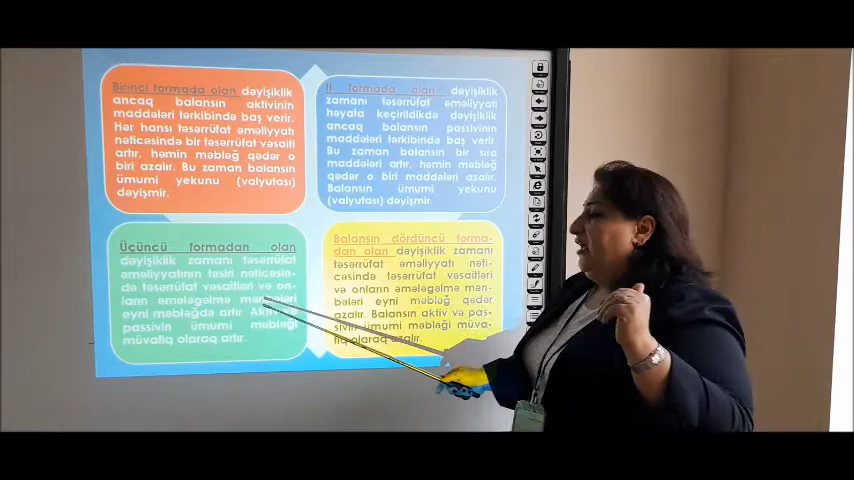 Birinci formada olan dəyişiklik
ancaq balansın aktivinin
maddələri tərkibində baş verir.
Hər hansı təsərrüfat əməliyyatı
nəticəsində bir təsərrüfat vəsaiti
artır, həmin məbləğ qədər o
biri azalır. Bu zaman balansın
ümumi yekunu (valyutası)
dəyişmir.
II formada olan dəyişiklik
zamanı təsərrüfat əməliyyatı
həyata keçirildikdə dəyişiklik
ancaq balansın passivinin
maddələri tərkibində baş verir.
Bu zaman balansın bir sıra
maddələri artır, həmin məbləğ
qədər o biri maddələri azalır.
Balansın ümumi yekunu
(valyutası) dəyişmir.
Üçüncü formadan olan
dəyişiklik zamanı təsərrüfat
əməliyyatının təsiri nəticəsin-
də təsərrüfat vəsaitləri və on-
ların əmələgəlmə mənbələri
eyni məbləğdə artır. Aktiv
passivin ümumi məbləği
müvafiq olaraq artır.
Balansın dördüncü forma-
dan olan dəyişiklik zamanı
təsərrüfat əməliyyatı nəti-
cəsində təsərrüfat vəsaitləri
və onların əmələgəlmə mən-
bələri eyni məbləğ qədər
azalır. Balansın aktiv və pas-
sivin ümumi məbləği müva-
fiq olaraq azalır.